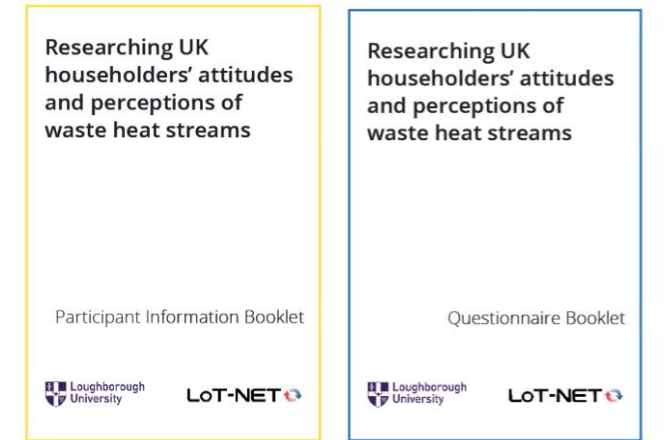 Researching UK
householders’ attitudes
and perceptions of
waste heat streams
Participant Information Booklet
Loughborough
University
LoT-NET
Researching UK
householders’ attitudes
and perceptions of
waste heat streams
Questionnaire Booklet
Loughborough
University
LoT-NET